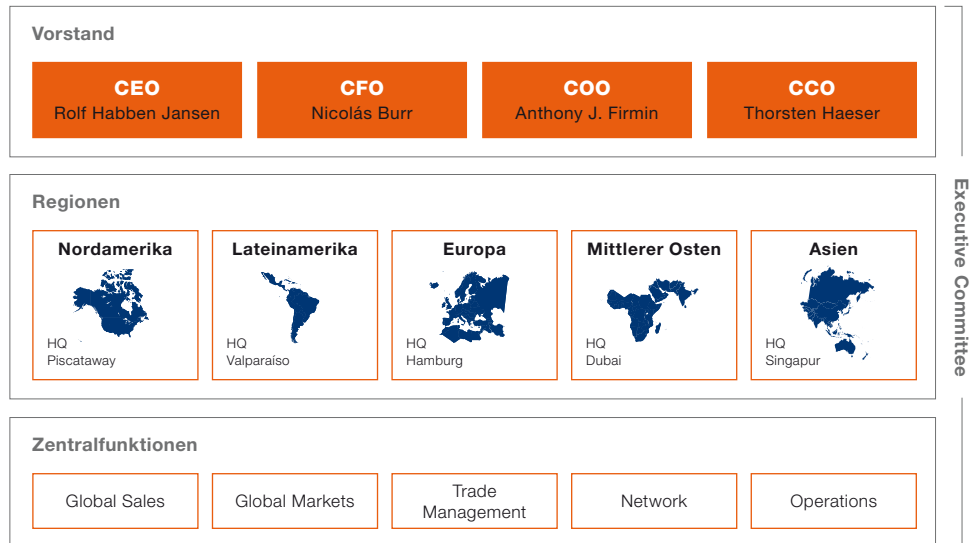 Vorstand
CEO
Rolf Habben Jansen
CFO
Nicolás Burr
COO
Anthony J. Firmin
CCO
Thorsten Haeser
Executive Committee
Regionen
Nordamerika
HQ
Piscataway
Lateinamerika
HQ
Valparaíso
Europa
HQ
Hamburg
Mittlerer Osten
HQ
Dubai
Asien
HQ
Singapur
Zentralfunktionen
Global Sales
Global Markets
Trade
Management
Network
Operations